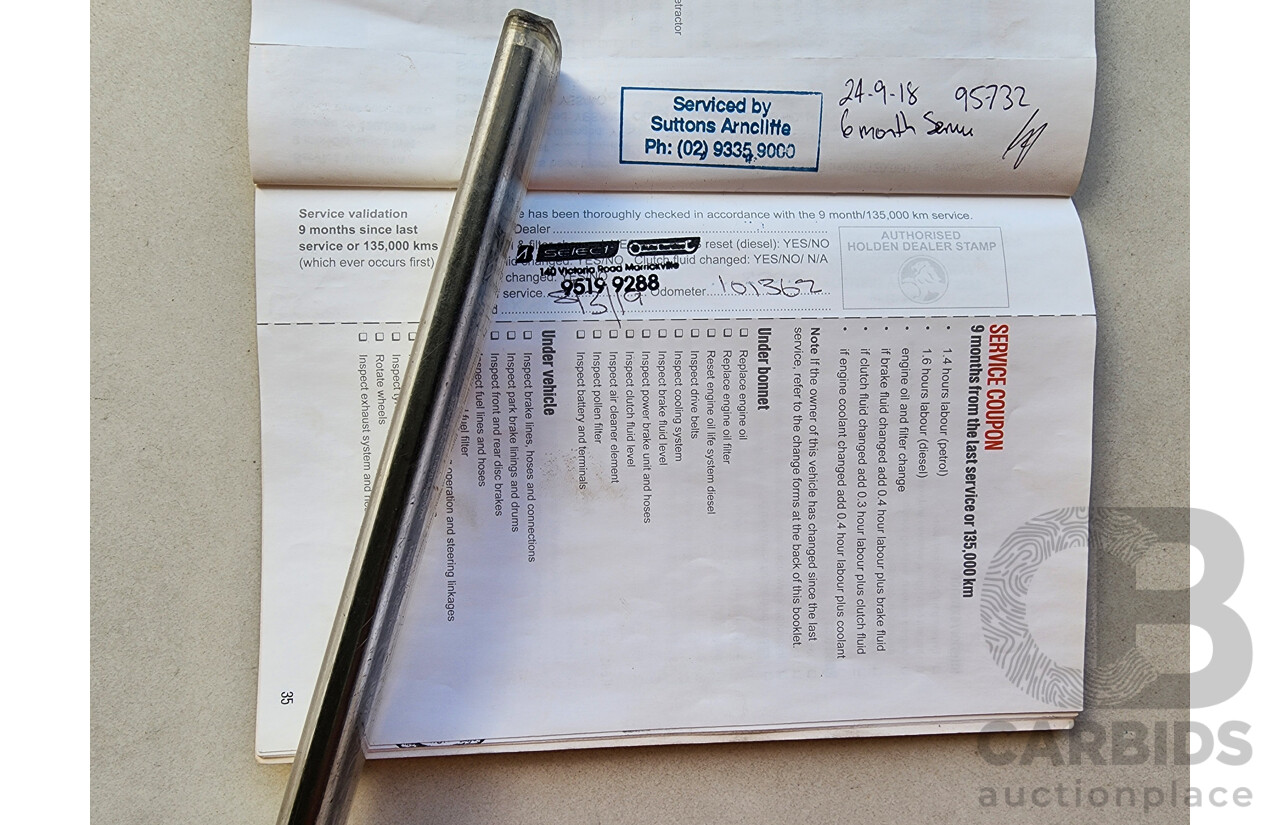 etractor
Serviced by
Suttons Arncliffe
Ph: (02) 9335 9000
24-9-18 95732
6 month Service
Service validation
9 months since last
service or 135,000 kms
(which ever occurs first)
e has been thoroughly checked in accordance with the 9 month/135,000 km service.
Dealer
reset (diesel): YES/NO
YES/NO Clutch fluid changed: YES/NO/ N/A
changed:
service. Odometer 101362
SELECT
140 Victoria Road Marrickville
9519 9288
AUTHORISED
HOLDEN DEALER STAMP
SERVICE COUPON
9 months from the last service or 135,000 km
• 1.4 hours labour (petrol)
• 1.6 hours labour (diesel)
• engine oil and filter change
• if brake fluid changed add 0.4 hour labour plus brake fluid
• if clutch fluid changed add 0.3 hour labour plus clutch fluid
• if engine coolant changed add 0.4 hour labour plus coolant
Note If the owner of this vehicle has changed since the last
service, refer to the change forms at the back of this booklet.
Under bonnet
❑ Replace engine oil
❑ Replace engine oil filter
❑ Reset engine oil life system diesel
❑ Inspect drive belts
❑ Inspect cooling system
❑ Inspect brake fluid level
❑ Inspect power brake unit and hoses
❑ Inspect clutch fluid level
❑ Inspect air cleaner element
❑ Inspect pollen filter
❑ Inspect battery and terminals
Under vehicle
❑ Inspect brake lines, hoses and connections
❑ Inspect park brake linings and drums
❑ Inspect front and rear disc brakes
spect fuel lines and hoses
fuel filter
operation and steering linkages
❑ Inspect ty
❑ Rotate wheels
❑ Inspect exhaust system and
35
CARBIDS
auctionplace